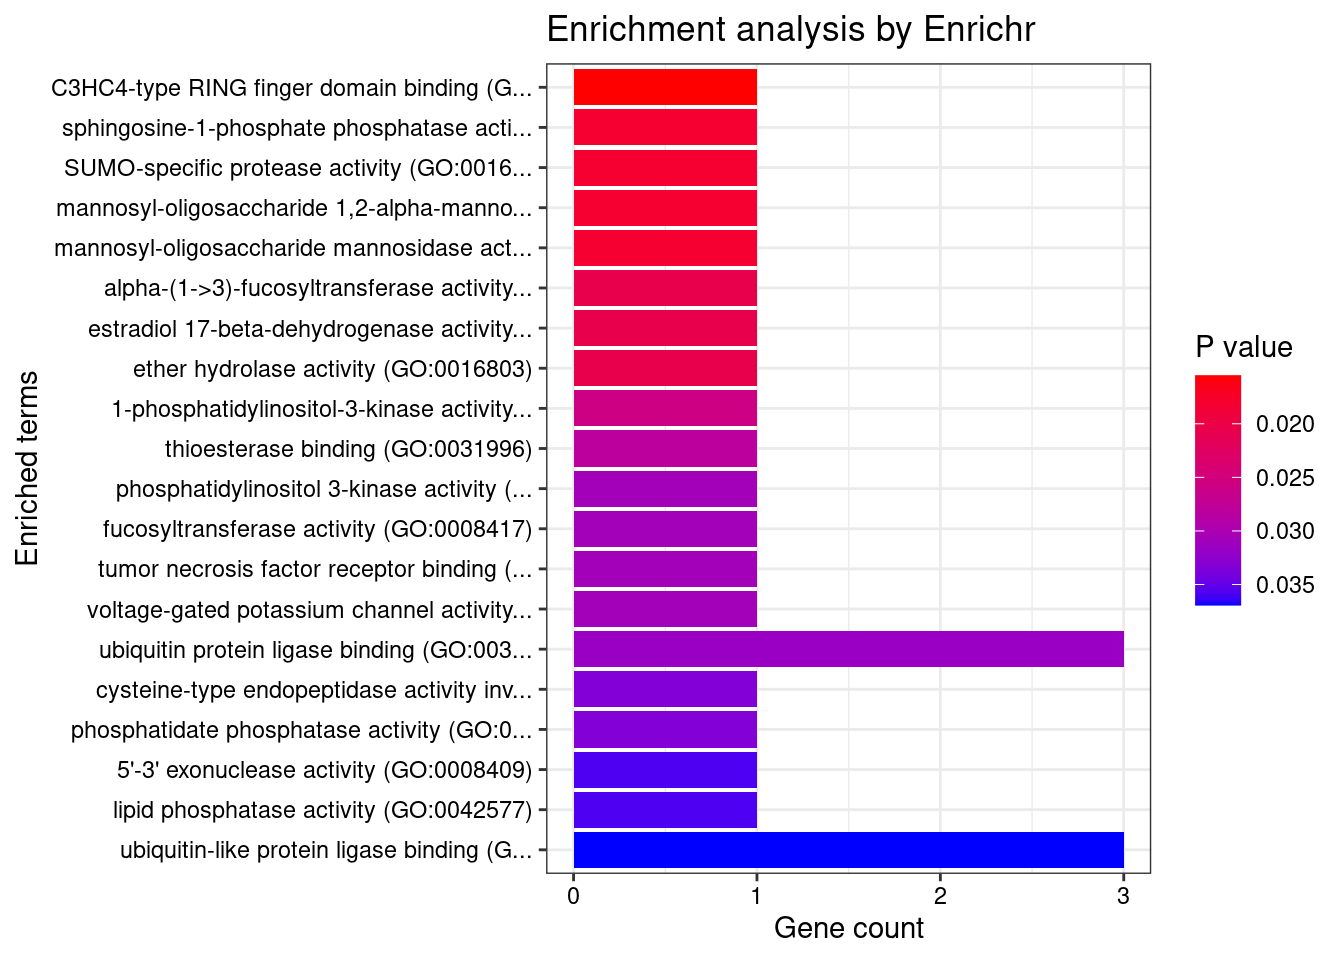 Enrichment analysis by Enrichr
C3HC4-type RING finger domain binding (G...
sphingosine-1-phosphate phosphatase acti...
SUMO-specific protease activity (GO:0016...
mannosyl-oligosaccharide 1,2-alpha-manno...
mannosyl-oligosaccharide mannosidase act...
alpha-(1->3)-fucosyltransferase activity...
estradiol 17-beta-dehydrogenase activity...
ether hydrolase activity (GO:0016803)
1-phosphatidylinositol-3-kinase activity...
thioesterase binding (GO:0031996)
phosphatidylinositol 3-kinase activity (...
fucosyltransferase activity (GO:0008417)
tumor necrosis factor receptor binding (...
voltage-gated potassium channel activity...
ubiquitin protein ligase binding (GO:003...
cysteine-type endopeptidase activity inv...
phosphatidate phosphatase activity (GO:0...
5'-3' exonuclease activity (GO:0008409)
lipid phosphatase activity (GO:0042577)
ubiquitin-like protein ligase binding (G...
Enriched terms
0 1 2 3
Gene count
P value
0.020
0.025
0.030
0.035